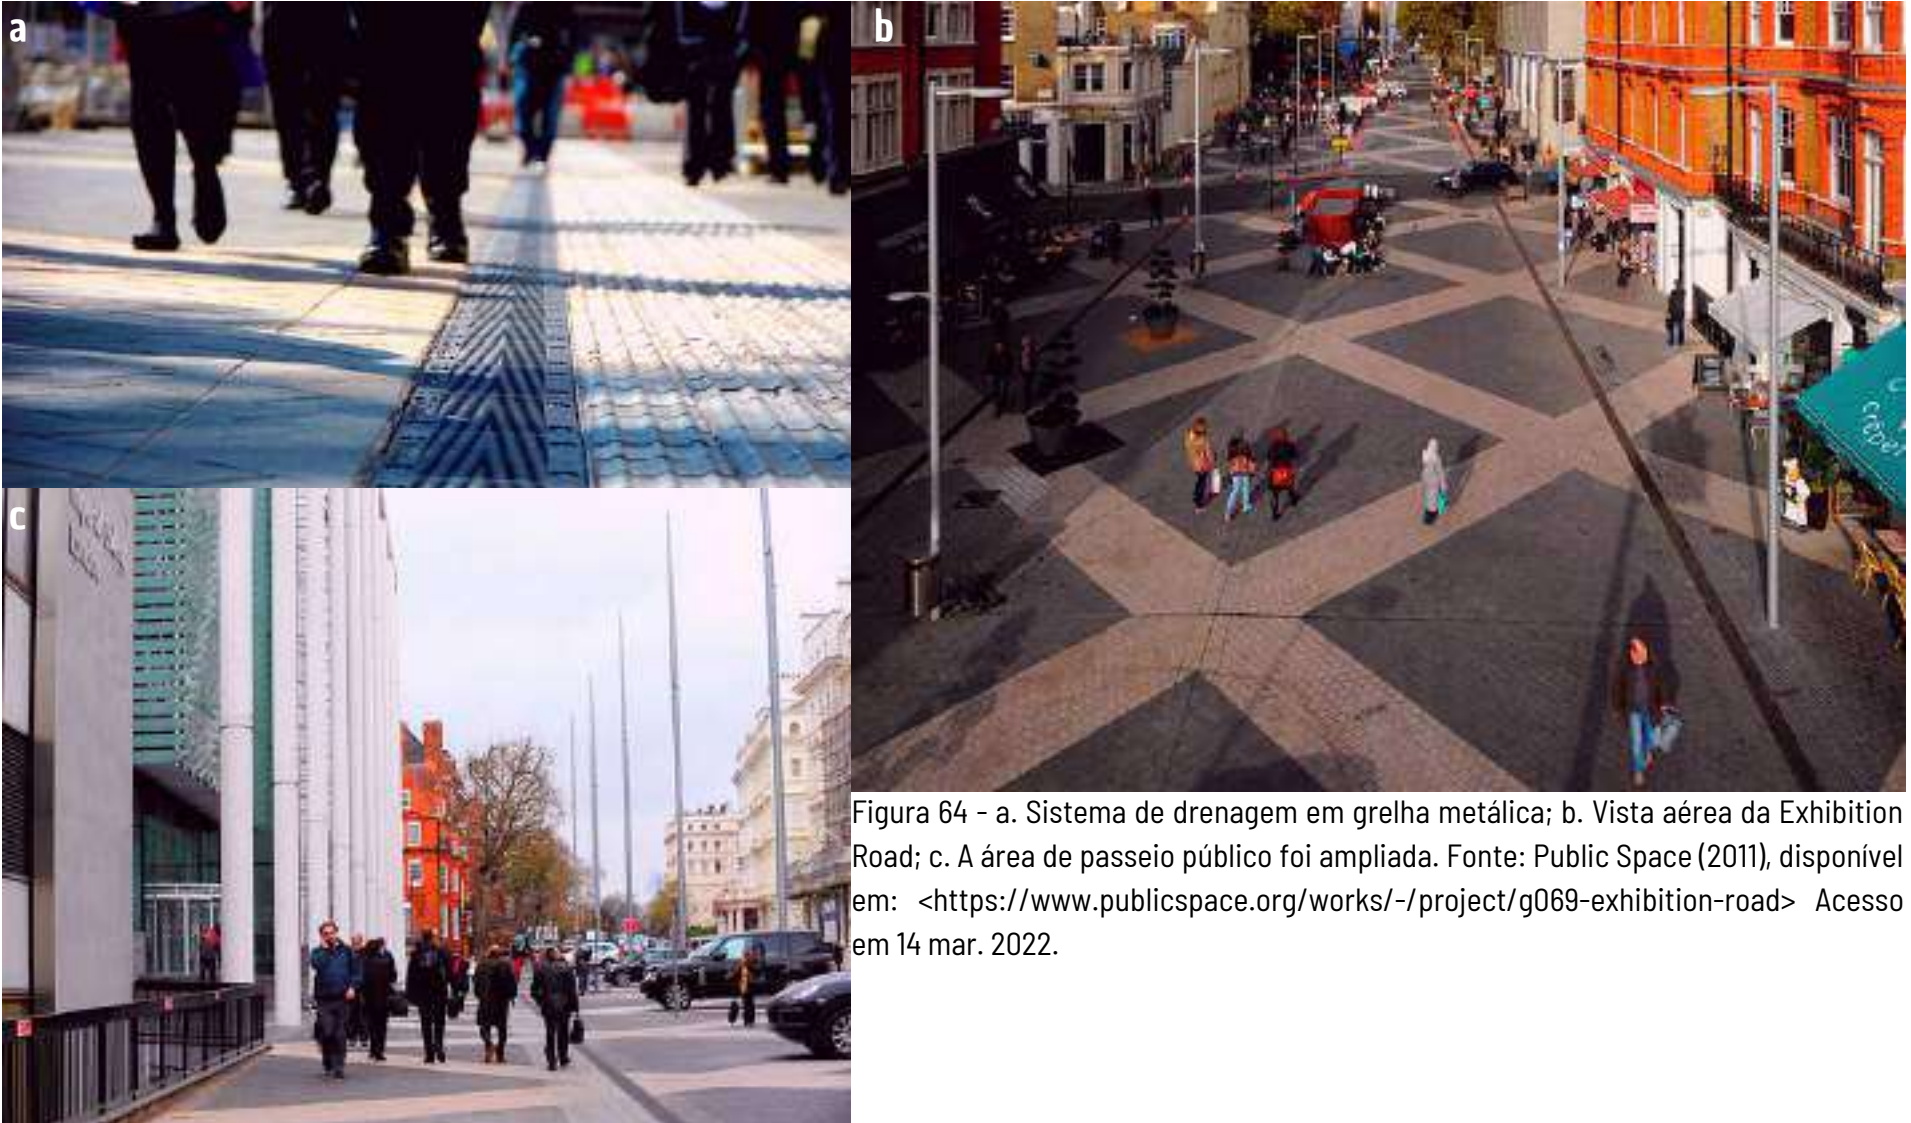 a
b
c
Figura 64 - a. Sistema de drenagem em grelha metálica; b. Vista aérea da Exhibition
Road; c. A área de passeio público foi ampliada. Fonte: Public Space (2011), disponível
em: <https://www.publicspace.org/works/-/project/g069-exhibition-road> Acesso
em 14 mar. 2022.